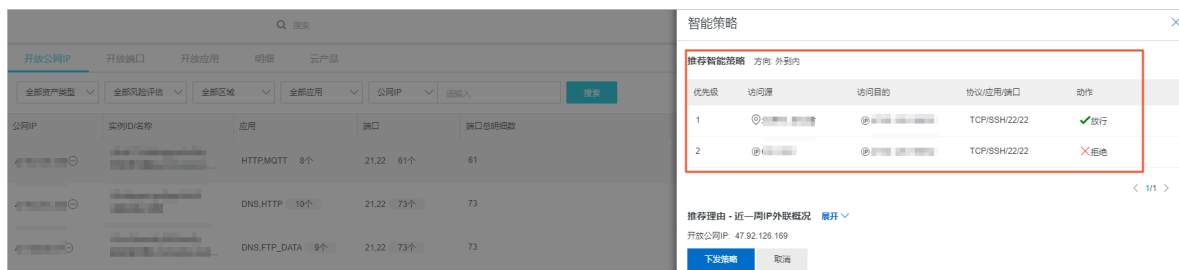 搜索
开放公网IP 开放端口 开放应用 明细 云产品
全部资产类型 全部风险评估 全部区域 全部应用 公网IP 请输入 搜索
公网IP 实例ID/名称 应用 端口 端口总明细数
HTTP,MQTT 8个 21,22 61个 61
DNS,HTTP 10个 21,22 73个 73
DNS,FTP_DATA 9个 21,22 73个 73
智能策略
推荐智能策略 方向: 外到内
优先级 访问源 访问目的 协议/应用/端口 动作
1 TCP/SSH/22/22 放行
2 TCP/SSH/22/22 拒绝
1/1
推荐理由 - 近一周IP外联概况 展开
开放公网IP: 47.92.126.169
下发策略 取消